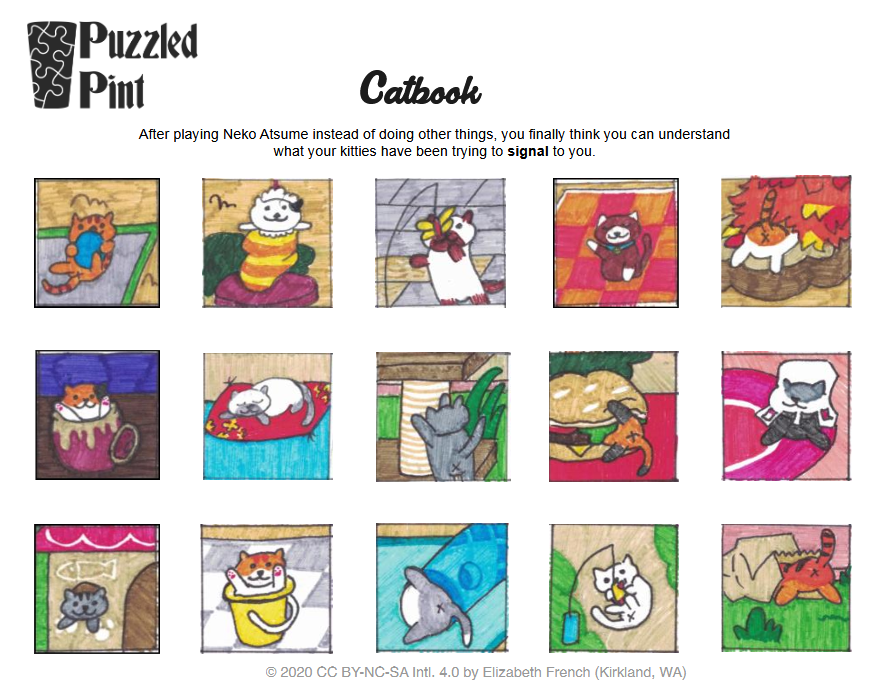 Puzzled
Pint
Catbook
After playing Neko Atsume instead of doing other things, you finally think you can understand
what your kitties have been trying to signal to you.
© 2020 CC BY-NC-SA Intl. 4.0 by Elizabeth French (Kirkland, WA)